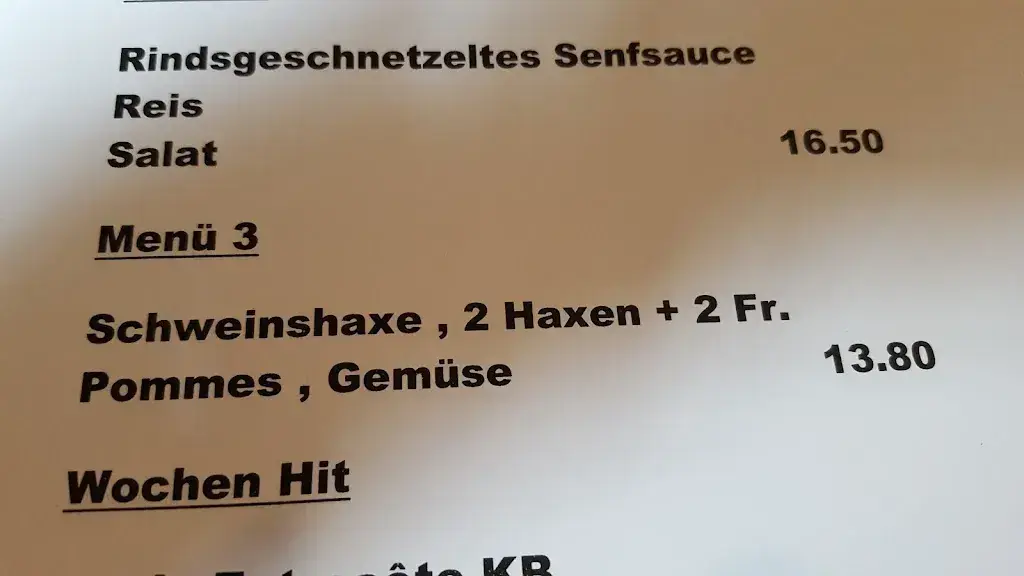 Rindsgeschnetzeltes Senfsauce
Reis
Salat 16.50
Menü 3
Schweinshaxe , 2 Haxen + 2 Fr.
Pommes , Gemüse 13.80
Wochen Hit
KB